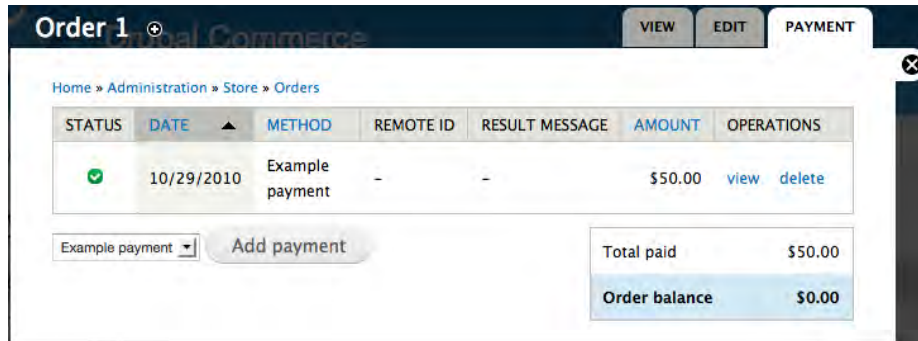 Order 1
Drupal Commerce
VIEW EDIT PAYMENT
Home » Administration » Store » Orders
STATUS DATE METHOD REMOTE ID RESULT MESSAGE AMOUNT OPERATIONS
10/29/2010 Example payment – – $50.00 view delete
Example payment Add payment
Total paid $50.00
Order balance $0.00